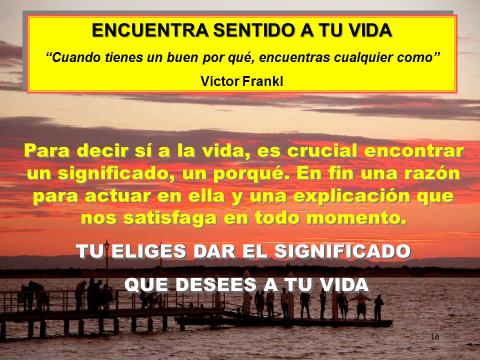 ENCUENTRA SENTIDO A TU VIDA
“Cuando tienes un buen por qué, encuentras cualquier como”
Víctor Frankl
Para decir sí a la vida, es crucial encontrar
un significado, un porqué. En fin una razón
para actuar en ella y una explicación que
nos satisfaga en todo momento.
TU ELIGES DAR EL SIGNIFICADO
QUE DESEES A TU VIDA
16